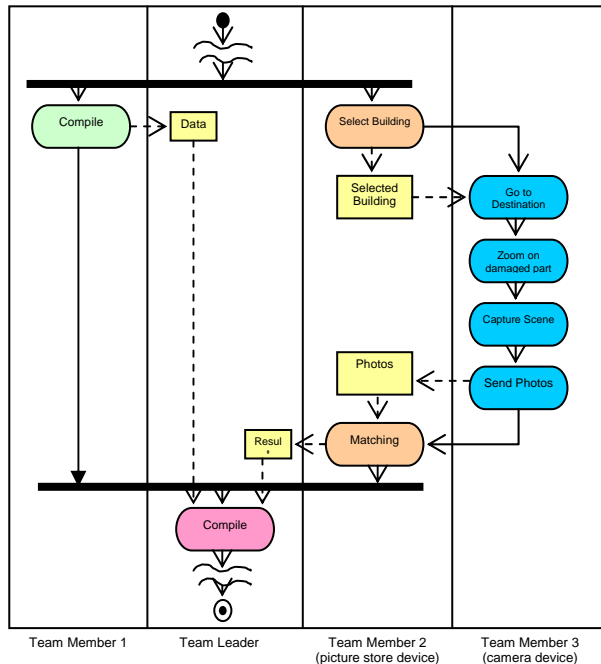 Compile
Data
Select Building
Selected
Building
Go to
Destination
Zoom on
damaged part
Capture Scene
Photos
Send Photos
Resul
Matching
Compile
Team Member 1
Team Leader
Team Member 2
(picture store device)
Team Member 3
(camera device)